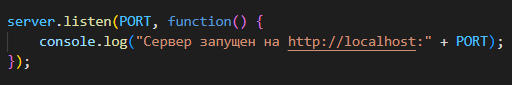 server.listen(PORT, function() {
    console.log("Сервер запущен на http://localhost:" + PORT);
});